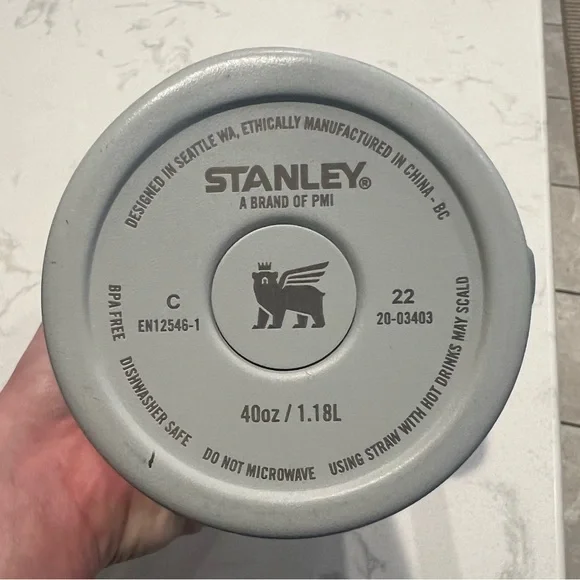 DESIGNED IN SEATTLE WA, ETHICALLY MANUFACTURED IN CHINA - BC
STANLEY®
A BRAND OF PMI
C
EN12546-1
22
20-03403
40oz / 1.18L
BPA FREE DISHWASHER SAFE DO NOT MICROWAVE USING STRAW WITH HOT DRINKS MAY SCALD